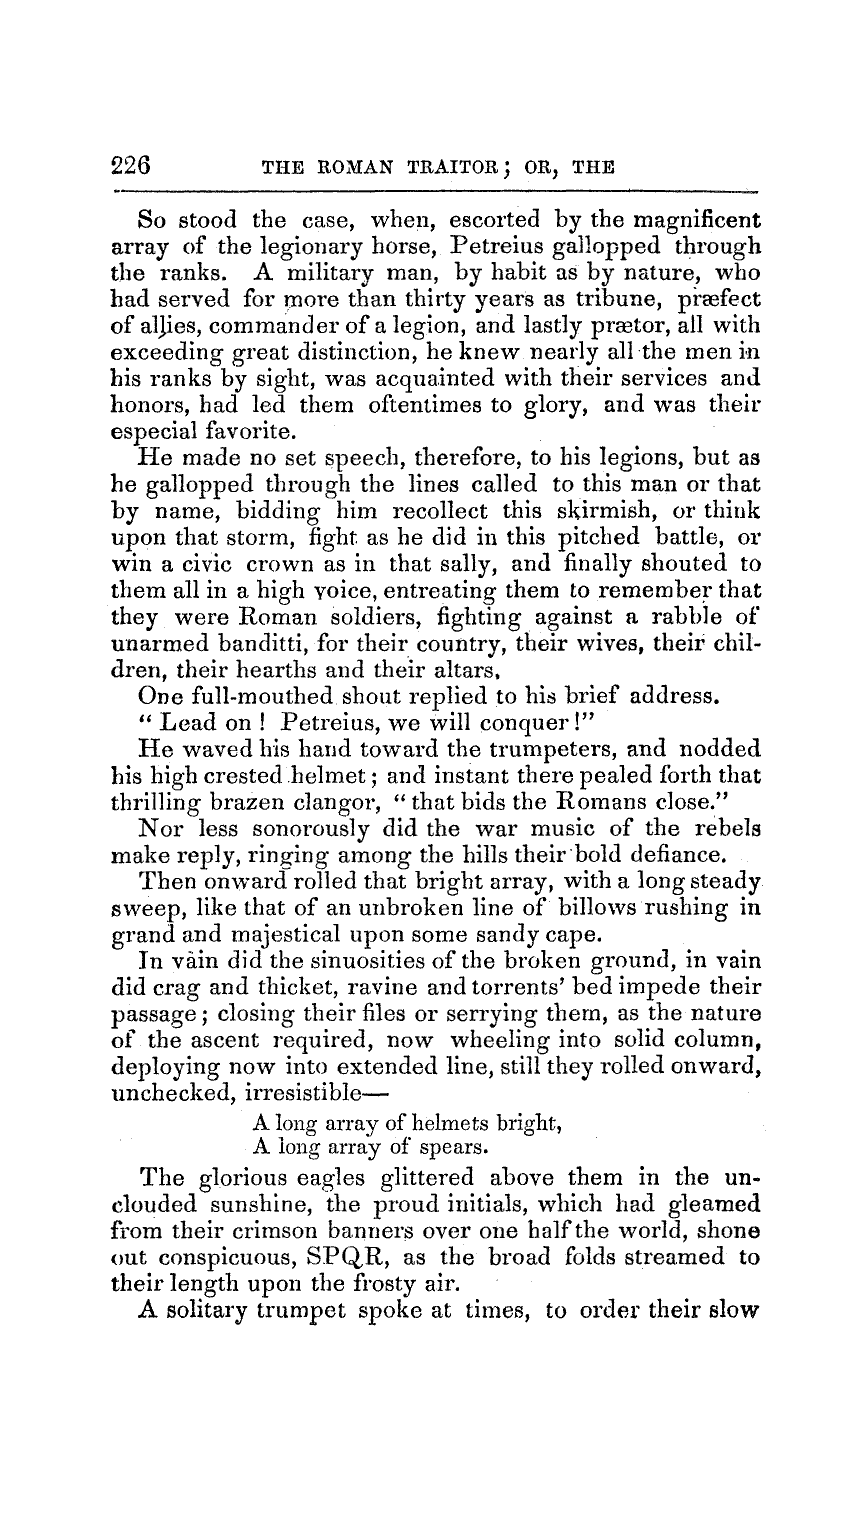 226 THE ROMAN TRAITOR; OR, THE
So stood the case, when, escorted by the magnificent
array of the legionary horse, Petreius gallopped through
the ranks. A military man, by habit as by nature, who
had served for more than thirty years as tribune, præfect
of allies, commander of a legion, and lastly prætor, all with
exceeding great distinction, he knew nearly all the men in
his ranks by sight, was acquainted with their services and
honors, had led them oftentimes to glory, and was their
especial favorite.
He made no set speech, therefore, to his legions, but as
he gallopped through the lines called to this man or that
by name, bidding him recollect this skirmish, or think
upon that storm, fight as he did in this pitched battle, or
win a civic crown as in that sally, and finally shouted to
them all in a high voice, entreating them to remember that
they were Roman soldiers, fighting against a rabble of
unarmed banditti, for their country, their wives, their chil-
dren, their hearths and their altars.
One full-mouthed shout replied to his brief address.
“ Lead on ! Petreius, we will conquer !”
He waved his hand toward the trumpeters, and nodded
his high crested helmet ; and instant there pealed forth that
thrilling brazen clangor, “ that bids the Romans close.”
Nor less sonorously did the war music of the rebels
make reply, ringing among the hills their bold defiance.
Then onward rolled that bright array, with a long steady
sweep, like that of an unbroken line of billows rushing in
grand and majestical upon some sandy cape.
In vain did the sinuosities of the broken ground, in vain
did crag and thicket, ravine and torrents’ bed impede their
passage ; closing their files or serrying them, as the nature
of the ascent required, now wheeling into solid column,
deploying now into extended line, still they rolled onward,
unchecked, irresistible—
A long array of helmets bright,
A long array of spears.
The glorious eagles glittered above them in the un-
clouded sunshine, the proud initials, which had gleamed
from their crimson banners over one half the world, shone
out conspicuous, SPQR, as the broad folds streamed to
their length upon the frosty air.
A solitary trumpet spoke at times, to order their slow